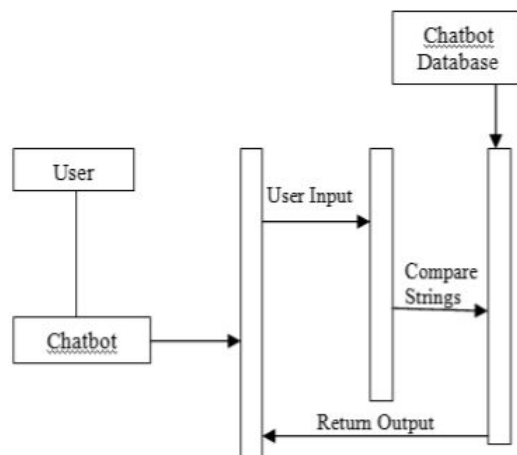 Chatbot
Database
User
User Input
Compare
Strings
Chatbot
Return Output